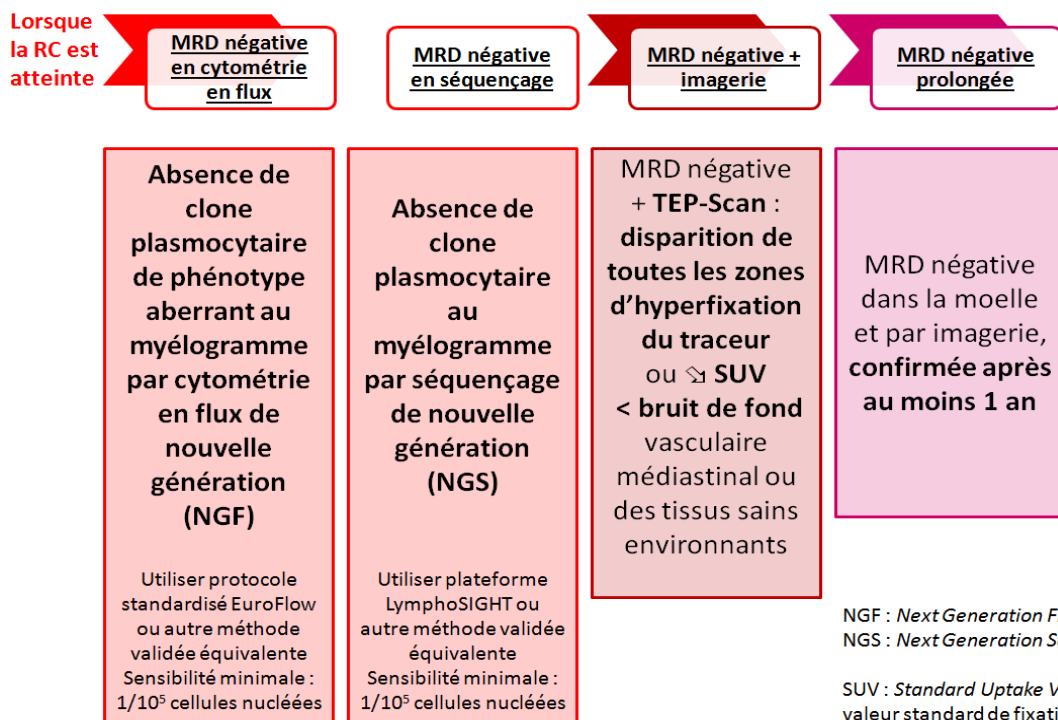 Lorsque
la RC est
atteinte
MRD négative
en cytométrie
en flux
MRD négative
en séquençage
MRD négative +
imagerie
MRD négative
prolongée
Absence de
clone
plasmocytaire
de phénotype
aberrant au
myélogramme
par cytométrie
en flux de
nouvelle
génération
(NGF)
Utiliser protocole
standardisé EuroFlow
ou autre méthode
validée équivalente
Sensibilité minimale :
1/10⁵ cellules nucléées
Absence de
clone
plasmocytaire
au
myélogramme
par séquençage
de nouvelle
génération
(NGS)
Utiliser plateforme
LymphoSIGHT ou
autre méthode validée
équivalente
Sensibilité minimale :
1/10⁵ cellules nucléées
MRD négative
+ TEP-Scan :
disparition de
toutes les zones
d’hyperfixation
du traceur
ou ⬊ SUV
< bruit de fond
vasculaire
médiastinal ou
des tissus sains
environnants
MRD négative
dans la moelle
et par imagerie,
confirmée après
au moins 1 an
NGF : Next Generation
NGS : Next Generation
SUV : Standard Uptake
valeur standard de